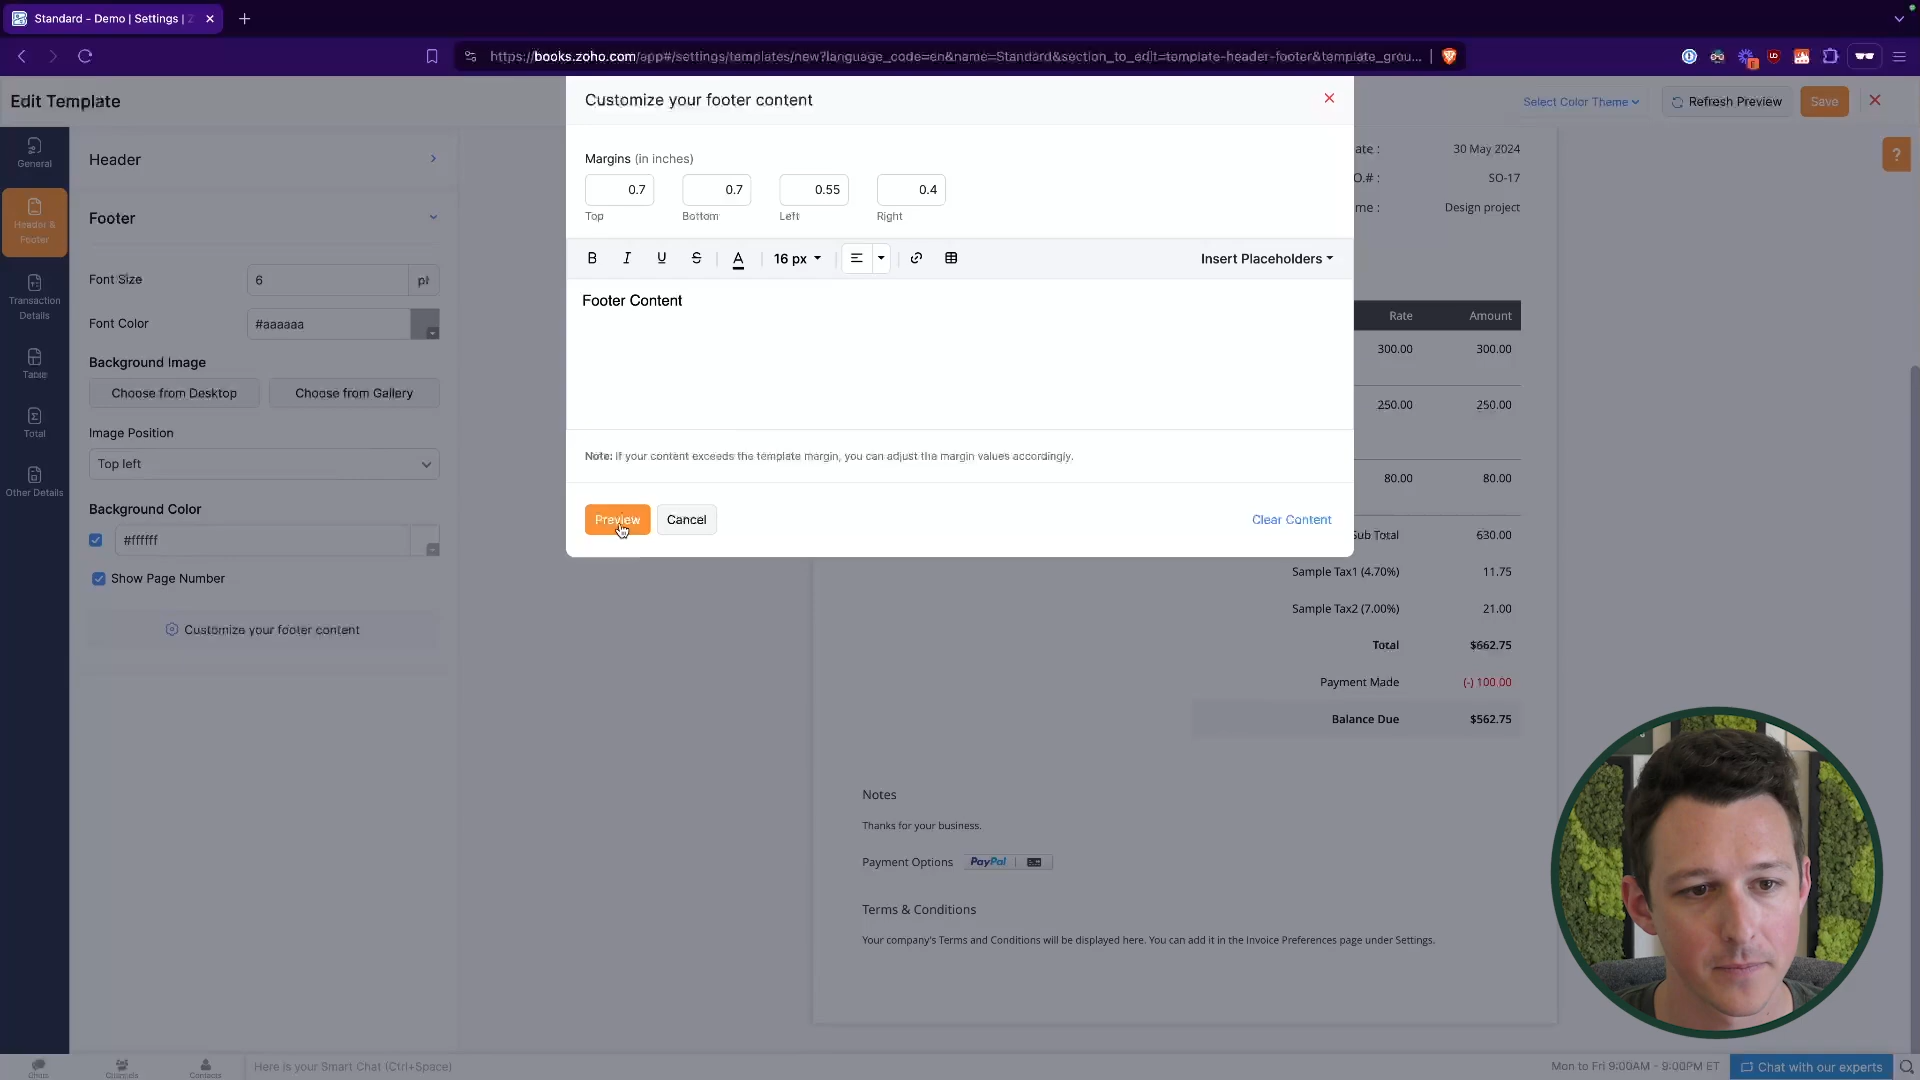 Standard - Demo | Settings | Z
https://books.zoho.com/app#/settings/templates/new?language_code=en&name=Standard&section_to_edit=template-header-footer&template_grou...
Edit Template
Select Color Theme
Refresh Preview
Save
Customize your footer content
General
Header & Footer
Transaction Details
Table
Total
Other Details
Header
Footer
Font Size
6
pt
Font Color
#aaaaaa
Background Image
Choose from Desktop
Choose from Gallery
Image Position
Top left
Background Color
#ffffff
Show Page Number
Customize your footer content
Margins (in inches)
0.7
0.7
0.55
0.4
Top
Bottom
Left
Right
B I U S A 16 px
Insert Placeholders
Footer Content
Note: If your content exceeds the template margin, you can adjust the margin values accordingly.
Preview
Cancel
Clear Content
ate :
30 May 2024
O.# :
SO-17
me :
Design project
Rate
Amount
300.00
300.00
250.00
250.00
80.00
80.00
Sub Total
630.00
Sample Tax1 (4.70%)
11.75
Sample Tax2 (7.00%)
21.00
Total
$662.75
Payment Made
(-) 100.00
Balance Due
$562.75
Notes
Thanks for your business.
Payment Options
PayPal
Terms & Conditions
Your company's Terms and Conditions will be displayed here. You can add it in the Invoice Preferences page under Settings.
?
Chats
Channels
Contacts
Here is your Smart Chat (Ctrl+Space)
Mon to Fri 9:00AM - 9:00PM ET
Chat with our experts